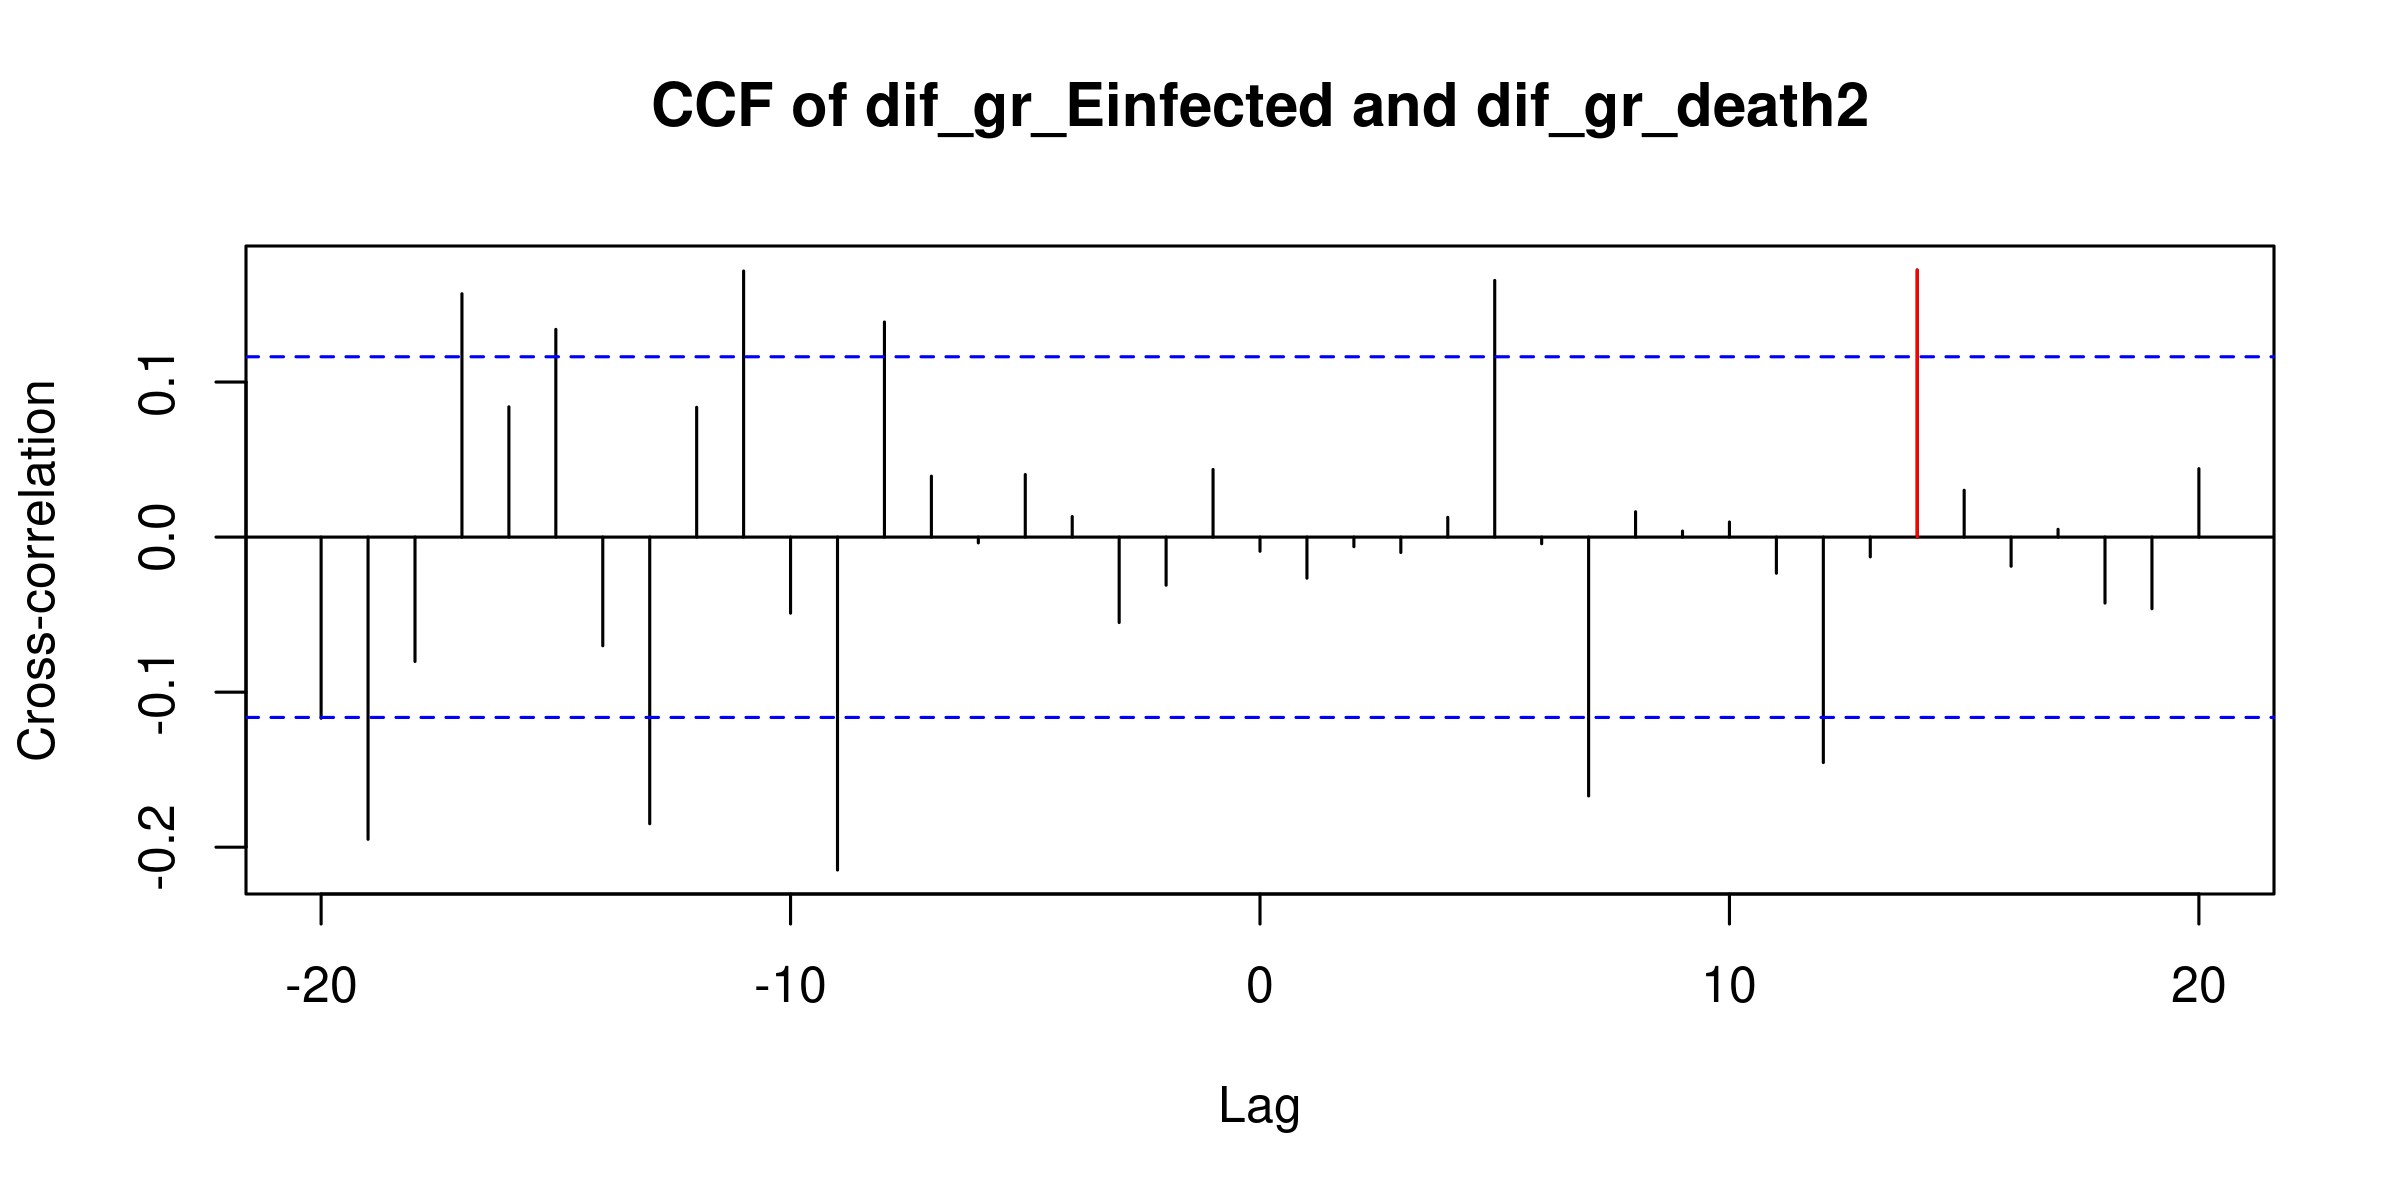 CCF of dif_gr_Einfected and dif_gr_death2
Cross-correlation
0.1
0.0
-0.1
-0.2
-20 -10 0 10 20
Lag